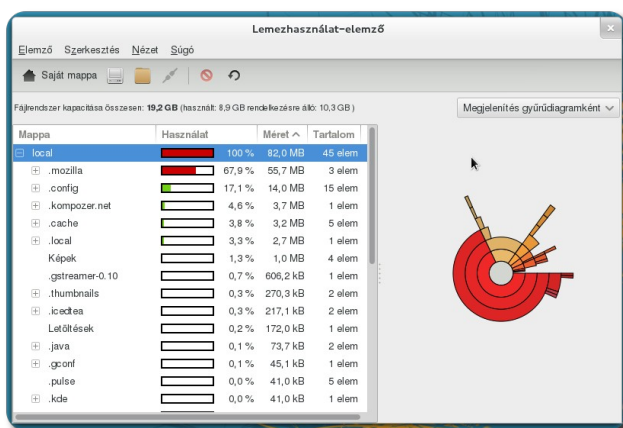 Lemezhasználat-elemző
Elemző Szerkesztés Nézet Súgó
Saját mappa
Fájlrendszer kapacitása összesen: 19,2 GB (használt: 8,9 GB rendelkezésre álló: 10,3 GB )
Megjelenítés gyűrűdiagramként
Mappa Használat Méret Tartalom
local 100 % 82,0 MB 45 elem
.mozilla 67,9 % 55,7 MB 3 elem
.config 17,1 % 14,0 MB 15 elem
.kompozer.net 4,6 % 3,7 MB 1 elem
.cache 3,8 % 3,2 MB 5 elem
.local 3,3 % 2,7 MB 1 elem
Képek 1,3 % 1,0 MB 4 elem
.gstreamer-0.10 0,7 % 606,2 kB 1 elem
.thumbnails 0,3 % 270,3 kB 2 elem
.icedtea 0,3 % 217,1 kB 2 elem
Letöltések 0,2 % 172,0 kB 1 elem
.java 0,1 % 73,7 kB 2 elem
.gconf 0,1 % 45,1 kB 1 elem
.pulse 0,0 % 41,0 kB 5 elem
.kde 0,0 % 41,0 kB 1 elem